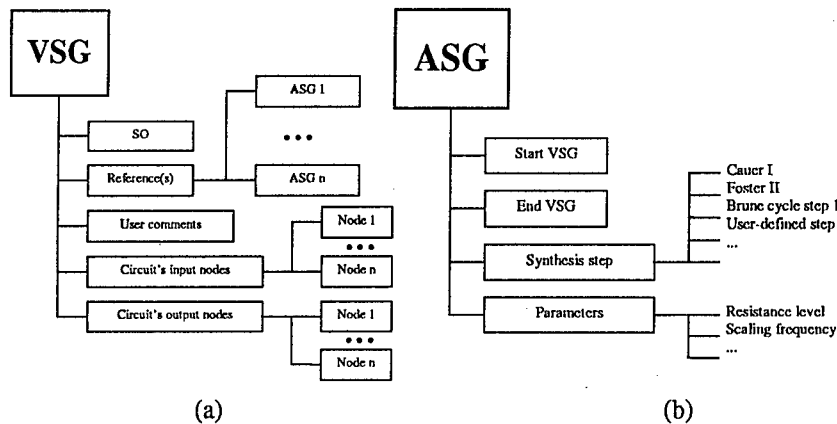 VSG
ASG 1
SO
•••
Reference(s)
ASG n
User comments
Node 1
•••
Circuit's input nodes
Node n
Circuit's output nodes
Node 1
•••
Node n
(a)
ASG
Start VSG
Cauer I
Foster II
End VSG
Brune cycle step 1
User-defined step
...
Synthesis step
Parameters
Resistance level
Scaling frequency
...
(b)